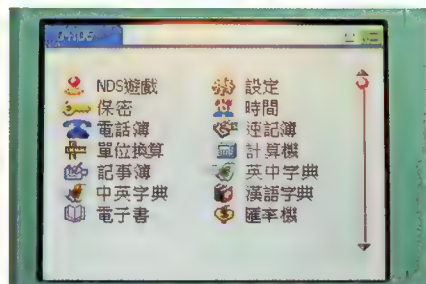 NDS遊戲 設定
保密 時間
電話簿 速記簿
單位換算 計算機
記事簿 英中字典
中英字典 漢語字典
電子書 匯率機